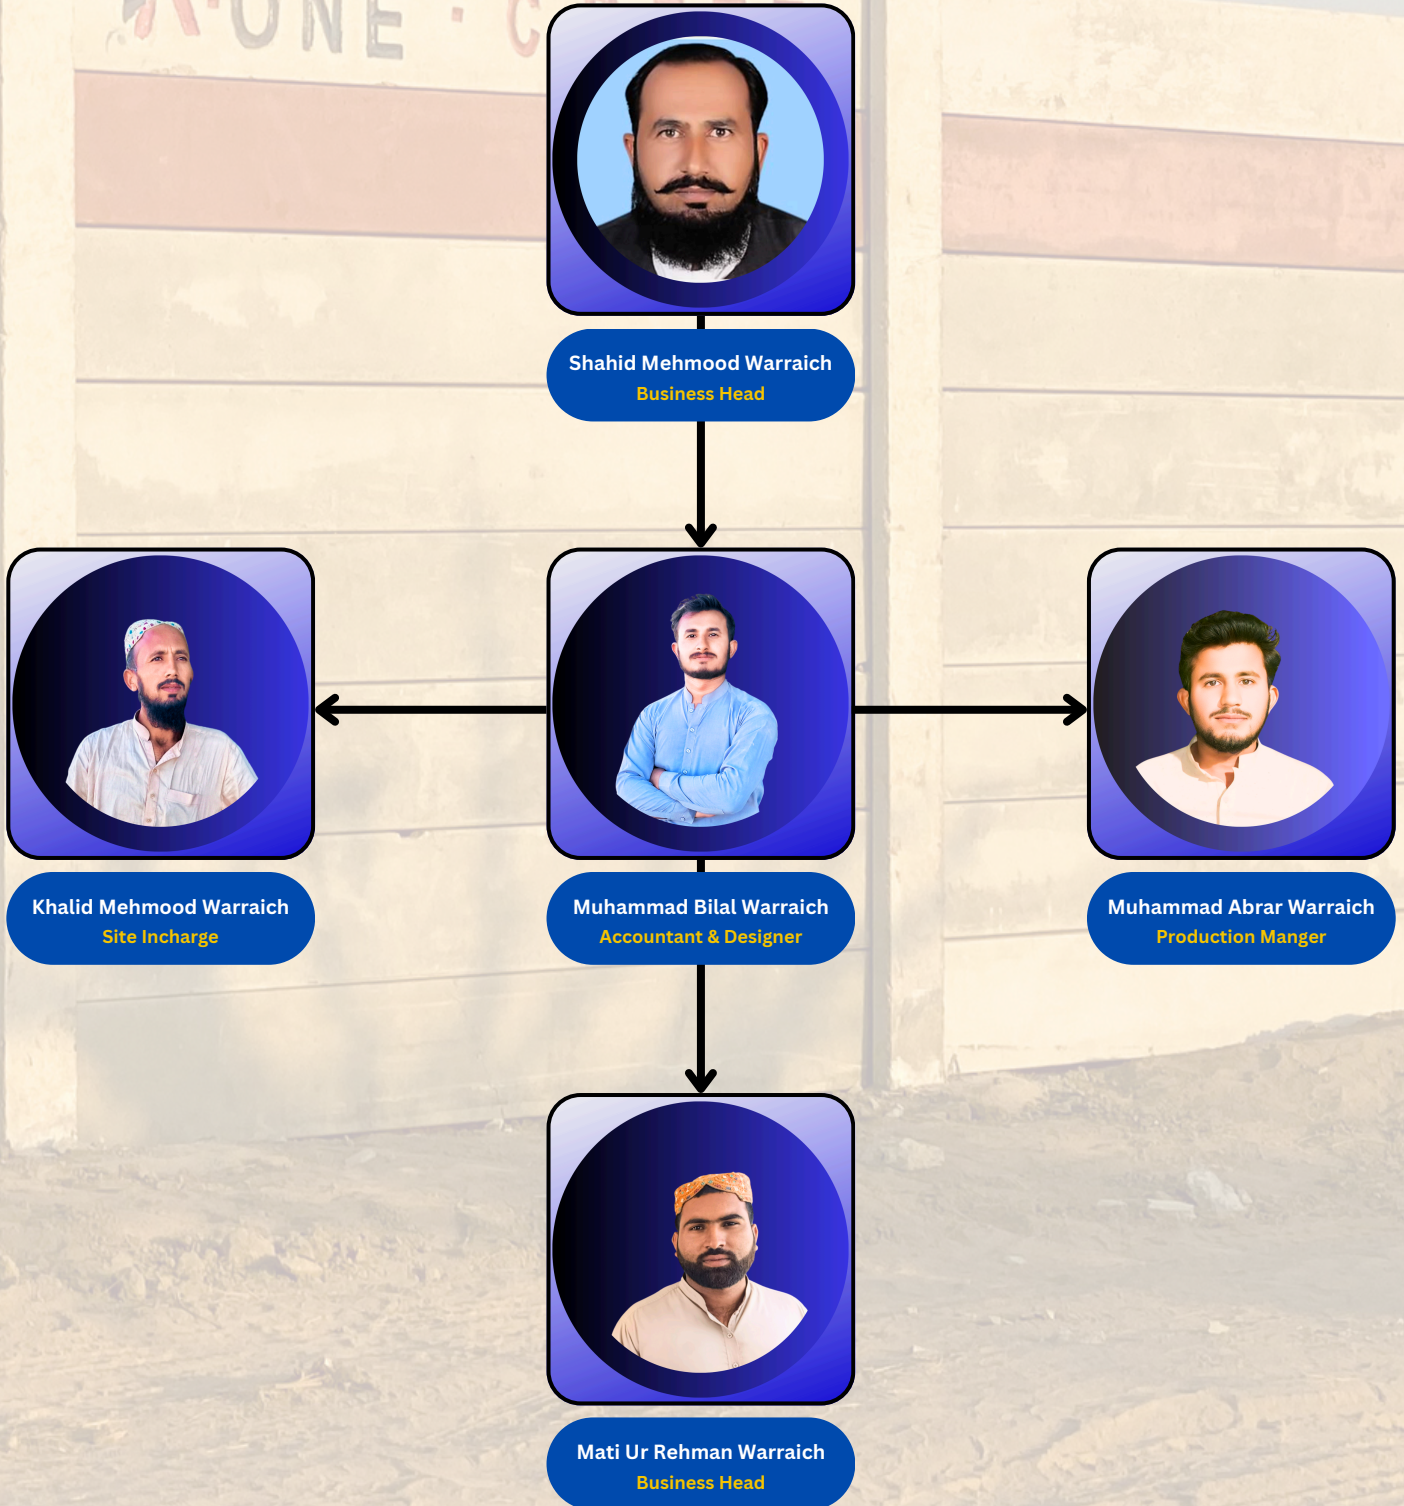 A·ONE · C
Shahid Mehmood Warraich
Business Head
Khalid Mehmood Warraich
Site Incharge
Muhammad Bilal Warraich
Accountant & Designer
Muhammad Abrar Warraich
Production Manger
Mati Ur Rehman Warraich
Business Head